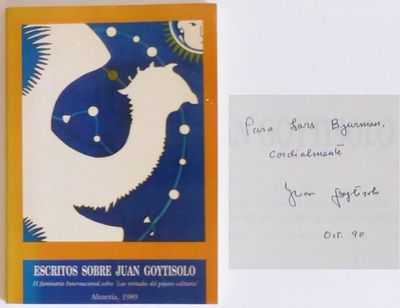 ESCRITOS SOBRE JUAN GOYTISOLO
II Seminario Internacional sobre "Las virtudes del pájaro solitario"
Almería, 1989
Para Lars Bjurman,
cordialmente
Juan Goytisolo
Oct. 90